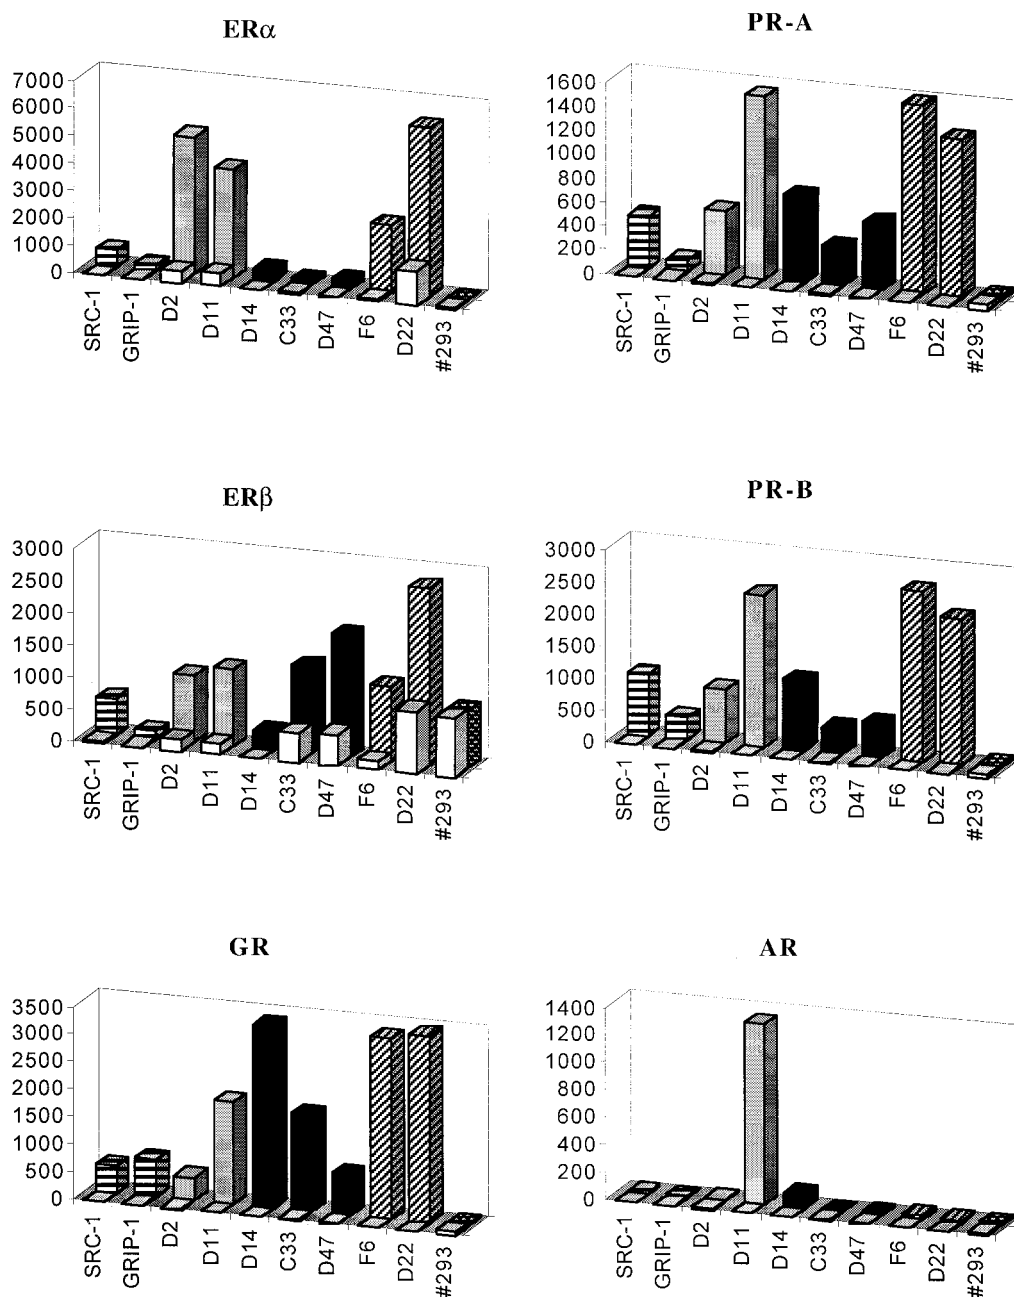 ERα
7000
6000
5000
4000
3000
2000
1000
0
SRC-1
GRIP-1
D2
D11
D14
C33
D47
F6
D22
#293
PR-A
1600
1400
1200
1000
800
600
400
200
0
SRC-1
GRIP-1
D2
D11
D14
C33
D47
F6
D22
#293
ERβ
3000
2500
2000
1500
1000
500
0
SRC-1
GRIP-1
D2
D11
D14
C33
D47
F6
D22
#293
PR-B
3000
2500
2000
1500
1000
500
0
SRC-1
GRIP-1
D2
D11
D14
C33
D47
F6
D22
#293
GR
3500
3000
2500
2000
1500
1000
500
0
SRC-1
GRIP-1
D2
D11
D14
C33
D47
F6
D22
#293
AR
1400
1200
1000
800
600
400
200
0
SRC-1
GRIP-1
D2
D11
D14
C33
D47
F6
D22
#293